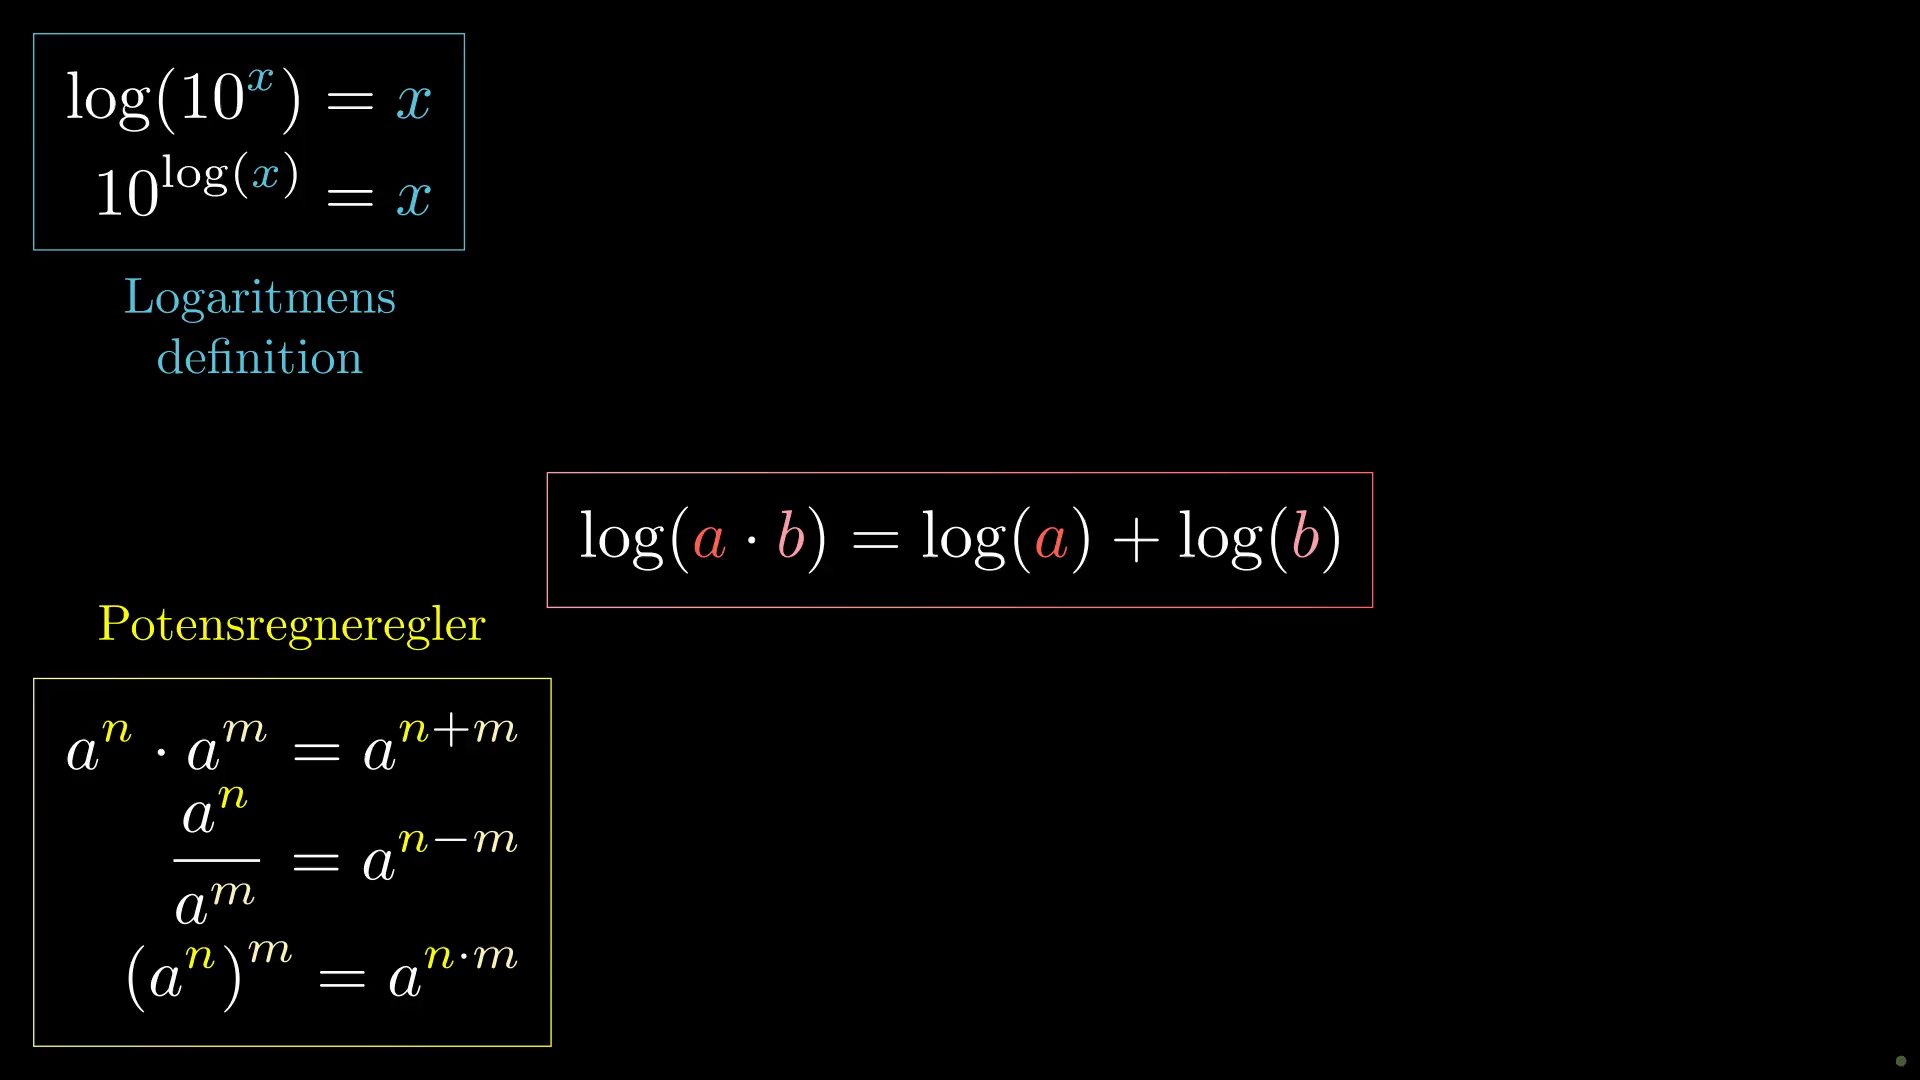 log(10^x) = x
10^log(x) = x
Logaritmens
definition
log(a · b) = log(a) + log(b)
Potensregneregler
a^n · a^m = a^(n+m)
a^n / a^m = a^(n−m)
(a^n)^m = a^(n·m)